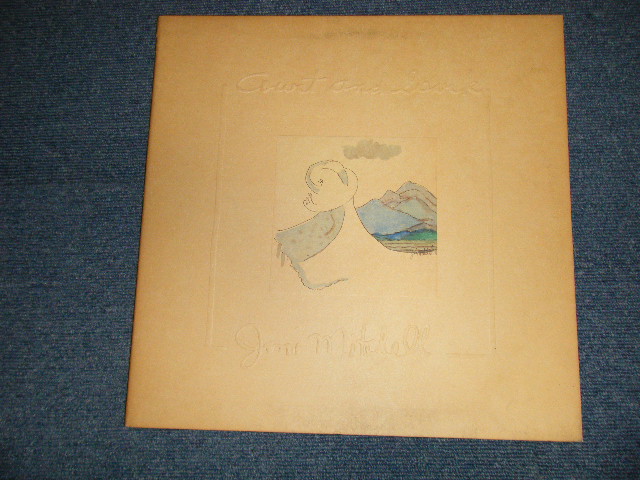 Court and Spark
Joni Mitchell